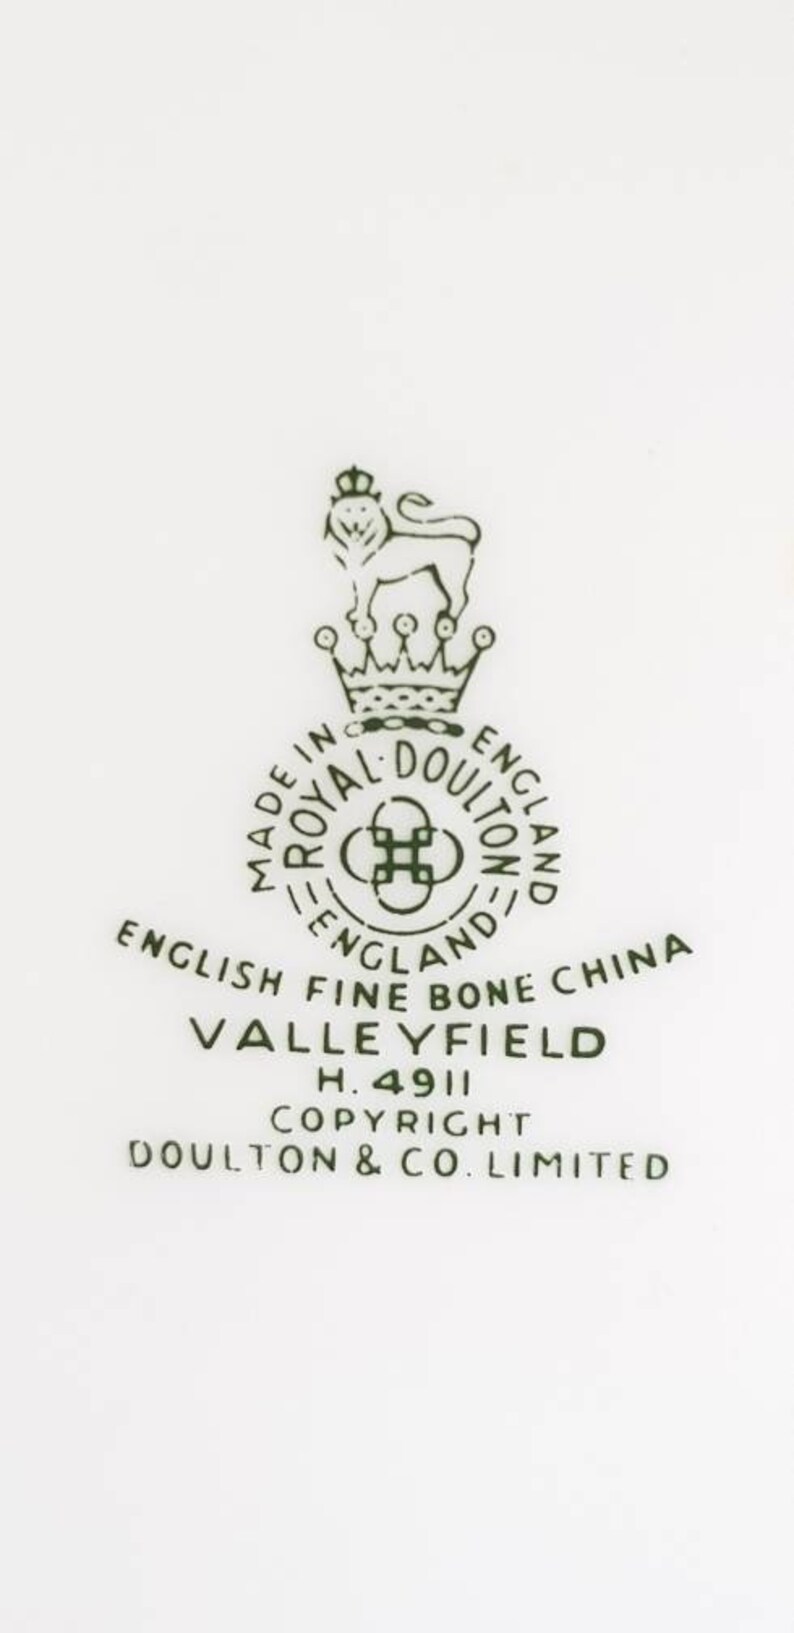 MADE IN ENGLAND
ROYAL·DOULTON
ENGLAND
ENGLISH FINE BONE CHINA
VALLEYFIELD
H. 4911
COPYRIGHT
DOULTON & CO. LIMITED